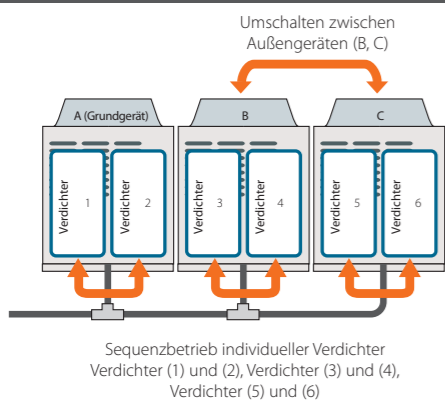 Umschalten zwischen
Außengeräten (B, C)
A (Grundgerät)
B
C
Verdichter
1
Verdichter
2
Verdichter
3
Verdichter
4
Verdichter
5
Verdichter
6
Sequenzbetrieb individueller Verdichter
Verdichter (1) und (2), Verdichter (3) und (4),
Verdichter (5) und (6)